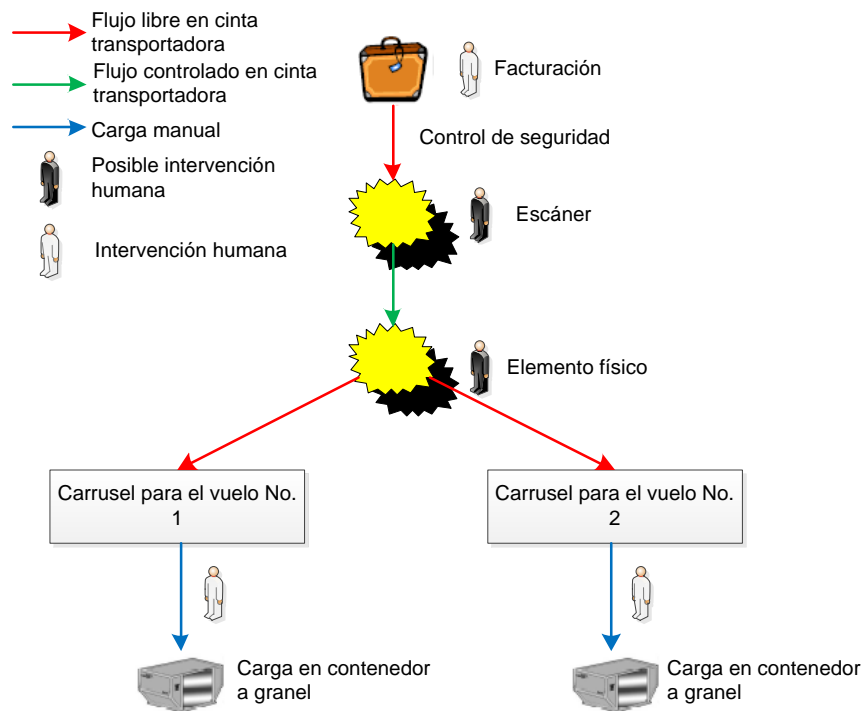 Flujo libre en cinta
transportadora
Flujo controlado en cinta
transportadora
Carga manual
Posible intervención
humana
Intervención humana
Facturación
Control de seguridad
Escáner
Elemento físico
Carrusel para el vuelo No.
1
Carrusel para el vuelo No.
2
Carga en contenedor
a granel
Carga en contenedor
a granel